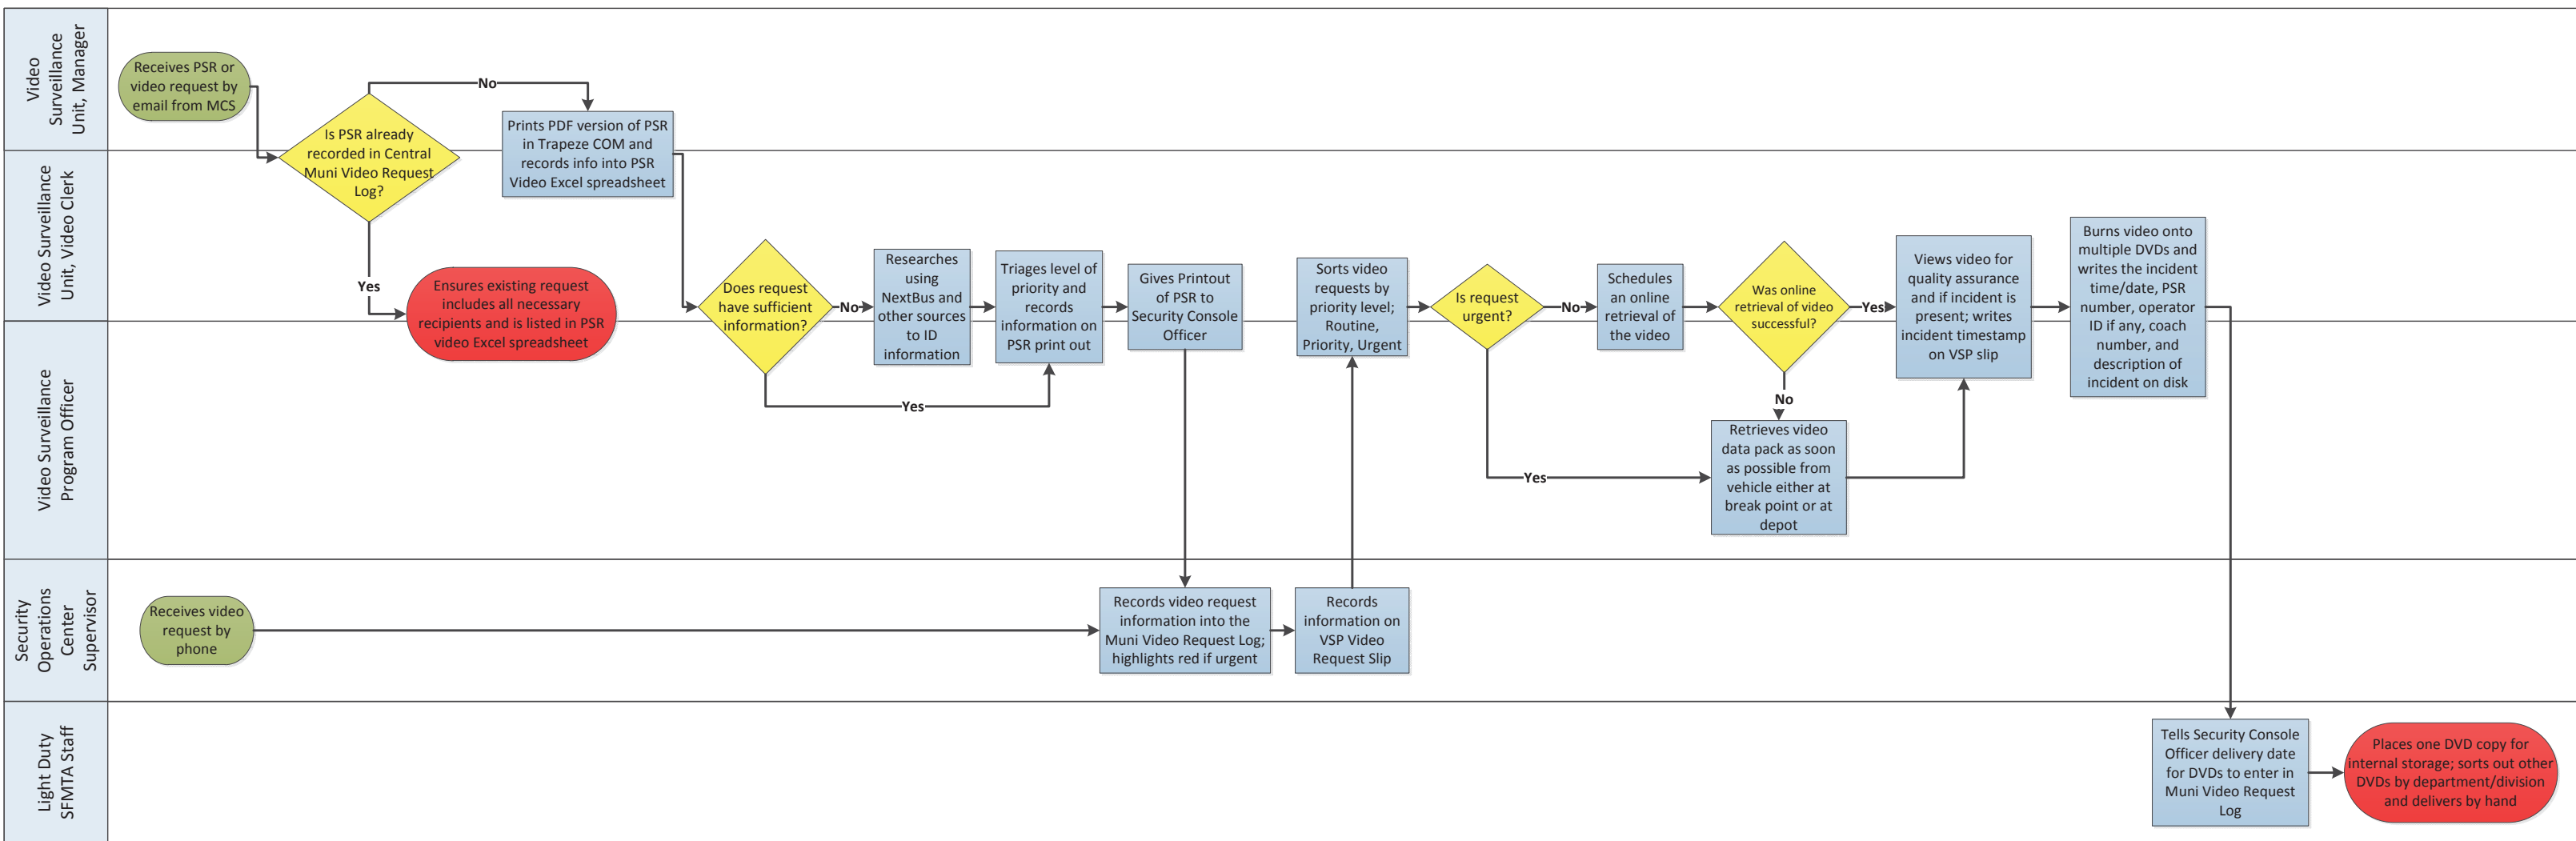 Video
Surveillance
Unit, Manager
Receives PSR or
video request by
email from MCS
Is PSR already
recorded in Central
Muni Video Request
Log?
No
Prints PDF version of PSR
in Trapeze COM and
records info into PSR
Video Excel spreadsheet
Video Surveillance
Unit, Video Clerk
Yes
Ensures existing request
includes all necessary
recipients and is listed in PSR
video Excel spreadsheet
Does request
have sufficient
information?
No
Researches
using
NextBus and
other sources
to ID
information
Yes
Triages level of
priority and
records
information on
PSR print out
Gives Printout
of PSR to
Security Console
Officer
Sorts video
requests by
priority level;
Routine,
Priority, Urgent
Is request
urgent?
No
Schedules
an online
retrieval of
the video
Was online
retrieval of video
successful?
Yes
Views video for
quality assurance
and if incident is
present; writes
incident timestamp
on VSP slip
Burns video onto
multiple DVDs and
writes the incident
time/date, PSR
number, operator
ID if any, coach
number, and
description of
incident on disk
Video Surveillance
Program Officer
Yes
No
Retrieves video
data pack as soon
as possible from
vehicle either at
break point or at
depot
Security
Operations
Center
Supervisor
Receives video
request by
phone
Records video request
information into the
Muni Video Request Log;
highlights red if urgent
Records
information on
VSP Video
Request Slip
Light Duty
SFMTA Staff
Tells Security Console
Officer delivery date
for DVDs to enter in
Muni Video Request
Log
Places one DVD copy for
internal storage; sorts out other
DVDs by department/division
and delivers by hand